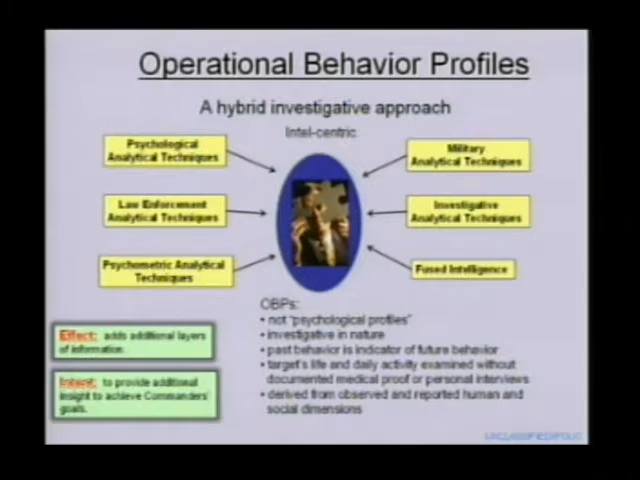 Operational Behavior Profiles
A hybrid investigative approach
Intel-centric
Psychological
Analytical Techniques
Military
Analytical Techniques
Law Enforcement
Analytical Techniques
Investigative
Analytical Techniques
Psychometric Analytical
Techniques
Fused Intelligence
OBPs:
• not "psychological profiles"
• investigative in nature
• past behavior is indicator of future behavior
• target's life and daily activity examined without
documented medical proof or personal interviews
• derived from observed and reported human and
social dimensions
Effect: adds additional layers
of information.
Intent: to provide additional
insight to achieve Commanders'
goals.